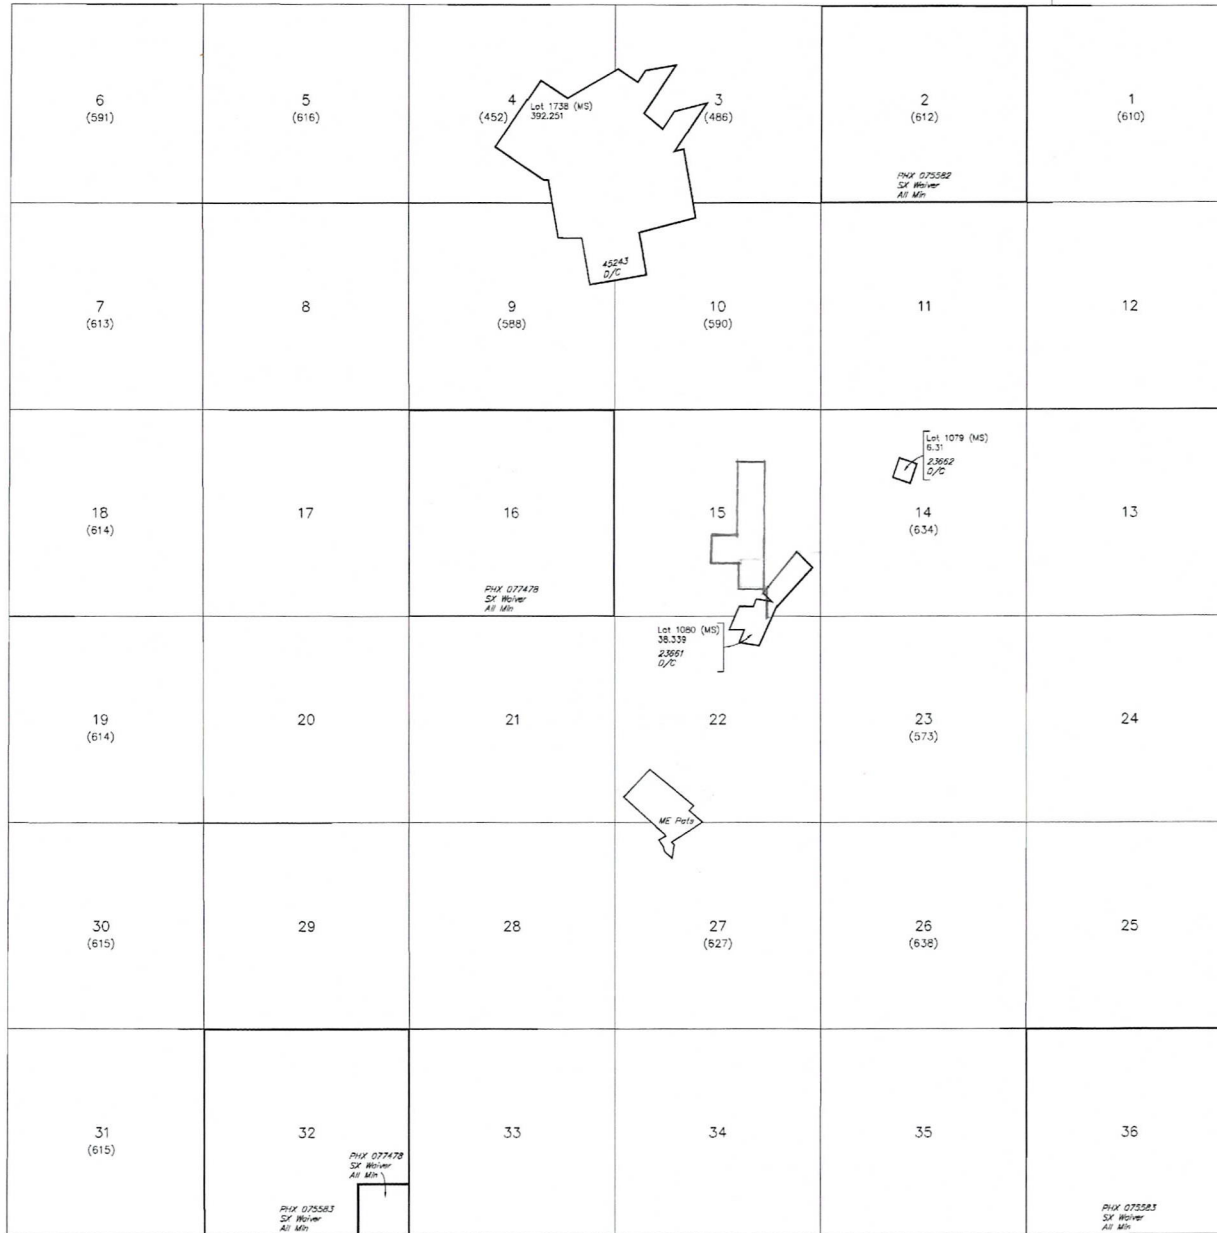 6
(591)
5
(616)
4
(452)
Lot 1738 (MS)
392.251
3
(486)
2
(612)
PHX 075582
SX Waiver
All Min
1
(610)
7
(613)
8
9
(588)
45243
D/C
10
(590)
11
12
18
(614)
17
16
PHX 077478
SX Waiver
All Min
15
Lot 1079 (MS)
6.31
23662
D/C
14
(634)
13
19
(614)
20
21
Lot 1080 (MS)
38.339
23661
D/C
22
23
(573)
24
ME Pats
30
(615)
29
28
27
(627)
26
(638)
25
31
(615)
32
PHX 077478
SX Waiver
All Min
PHX 075583
SX Waiver
All Min
33
34
35
36
PHX 075583
SX Waiver
All Min